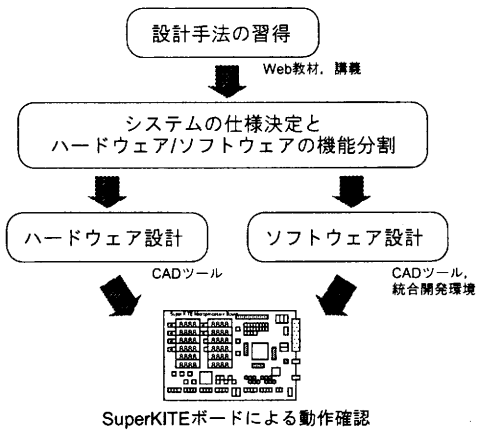 設計手法の習得
Web教材，講義
システムの仕様決定と
ハードウェア/ソフトウェアの機能分割
ハードウェア設計
ソフトウェア設計
CADツール
CADツール，
統合開発環境
SuperKITE Microprocessor Board
SuperKITEボードによる動作確認